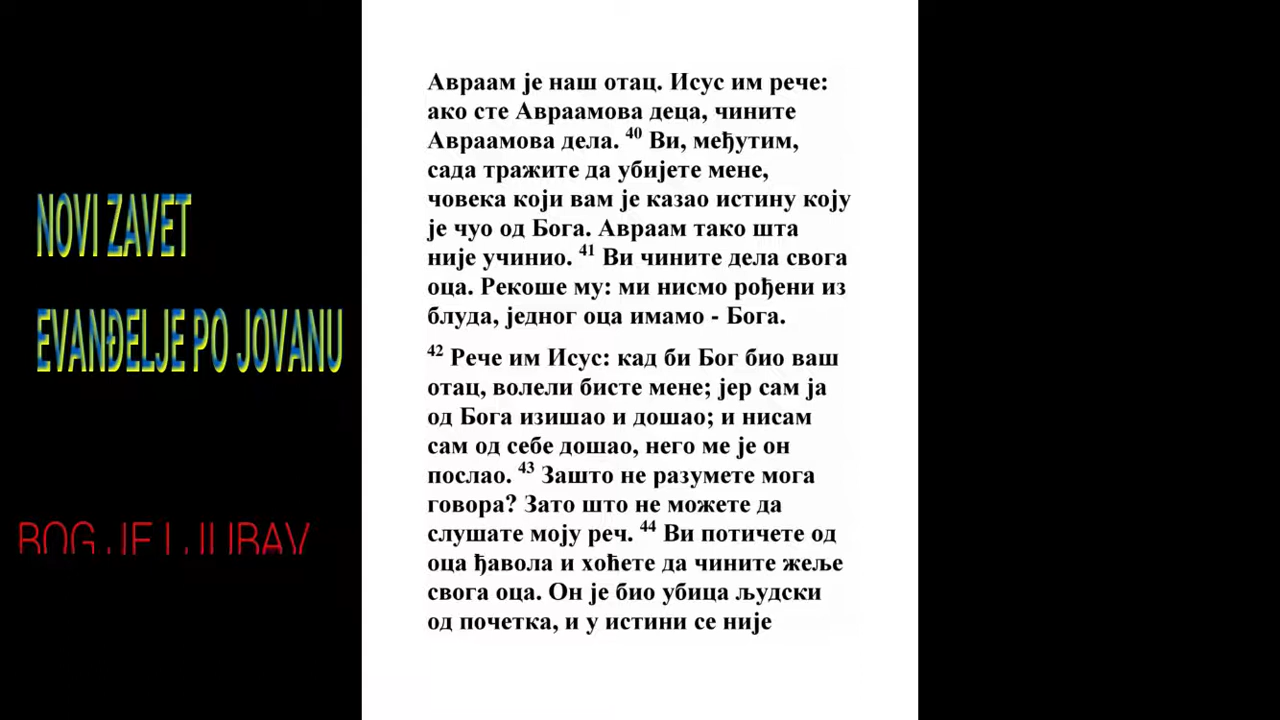 NOVI ZAVET
EVANĐELJE PO JOVANU
BOG JE LJUBAV
Авраам је наш отац. Исус им рече:
ако сте Авраамова деца, чините
Авраамова дела. 40 Ви, међутим,
сада тражите да убијете мене,
човека који вам је казао истину коју
је чуо од Бога. Авраам тако шта
није учинио. 41 Ви чините дела свога
оца. Рекоше му: ми нисмо рођени из
блуда, једног оца имамо - Бога.
42 Рече им Исус: кад би Бог био ваш
отац, волели бисте мене; јер сам ја
од Бога изишао и дошао; и нисам
сам од себе дошао, него ме је он
послао. 43 Зашто не разумете мога
говора? Зато што не можете да
слушате моју реч. 44 Ви потичете од
оца ђавола и хоћете да чините жеље
свога оца. Он је био убица људски
од почетка, и у истини се није